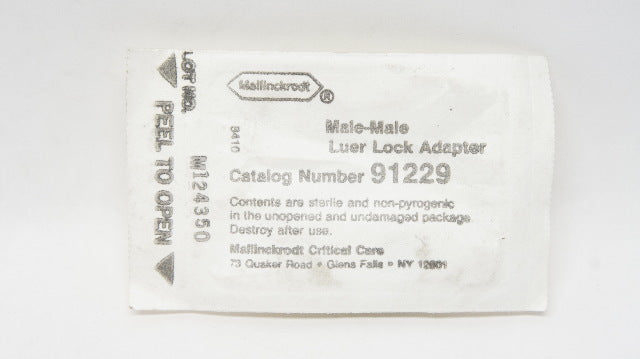 LOT NO.
M124350
PEEL TO OPEN
Mallinckrodt
®
9410
Male-Male
Luer Lock Adapter
Catalog Number 91229
Contents are sterile and non-pyrogenic
in the unopened and undamaged package.
Destroy after use.
Mallinckrodt Critical Care
73 Quaker Road • Glens Falls • NY 12801